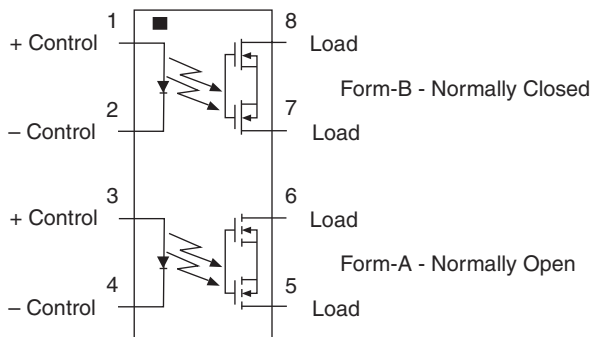 1 8
+ Control Load
Form-B - Normally Closed
2 7
– Control Load
3 6
+ Control Load
Form-A - Normally Open
4 5
– Control Load